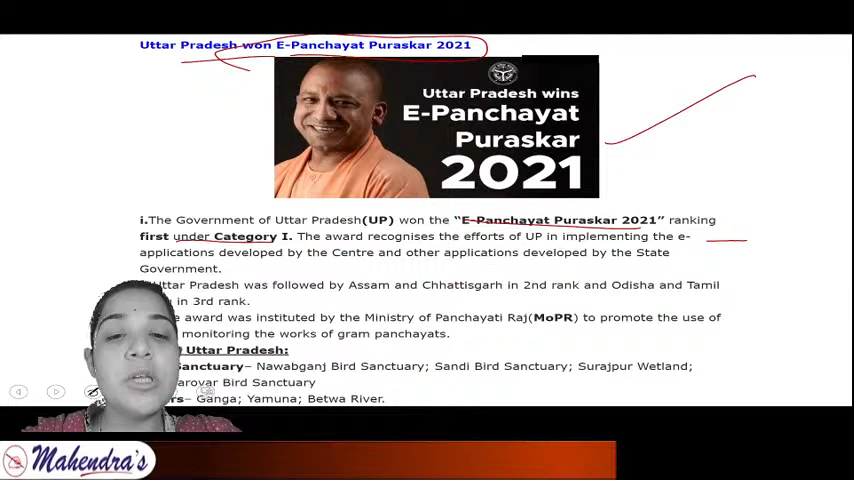 Uttar Pradesh won E-Panchayat Puraskar 2021
Uttar Pradesh wins
E-Panchayat
Puraskar
2021
i.The Government of Uttar Pradesh(UP) won the “E-Panchayat Puraskar 2021” ranking
first under Category I. The award recognises the efforts of UP in implementing the e-
applications developed by the Centre and other applications developed by the State
Government.
Uttar Pradesh was followed by Assam and Chhattisgarh in 2nd rank and Odisha and Tamil
in 3rd rank.
award was instituted by the Ministry of Panchayati Raj(MoPR) to promote the use of
monitoring the works of gram panchayats.
Uttar Pradesh:
Sanctuary– Nawabganj Bird Sanctuary; Sandi Bird Sanctuary; Surajpur Wetland;
Bird Sanctuary
– Ganga; Yamuna; Betwa River.
Mahendra's